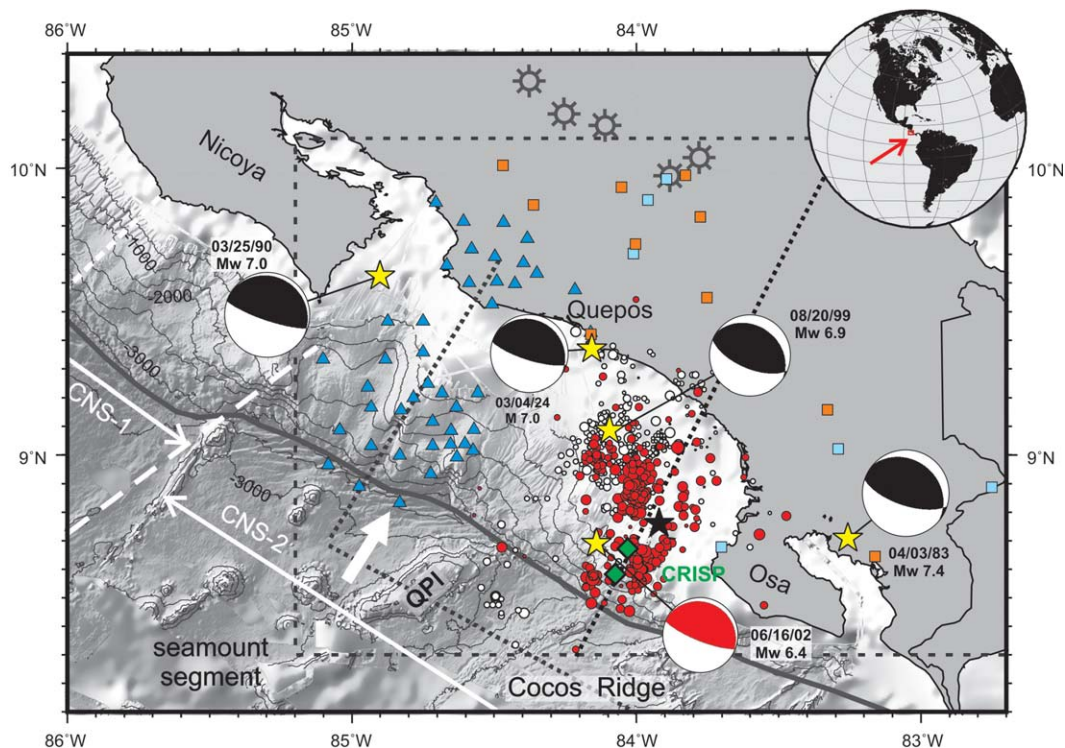 86°W
85°W
84°W
83°W
10°N
10°N
Nicoya
03/25/90
Mw 7.0
-1000
-2000
-3000
Quepos
08/20/99
Mw 6.9
03/04/24
M 7.0
CNS-1
9°N
9°N
-3000
CNS-2
QPI
CRISP
Osa
04/03/83
Mw 7.4
06/16/02
Mw 6.4
seamount
segment
Cocos Ridge
86°W
85°W
84°W
83°W